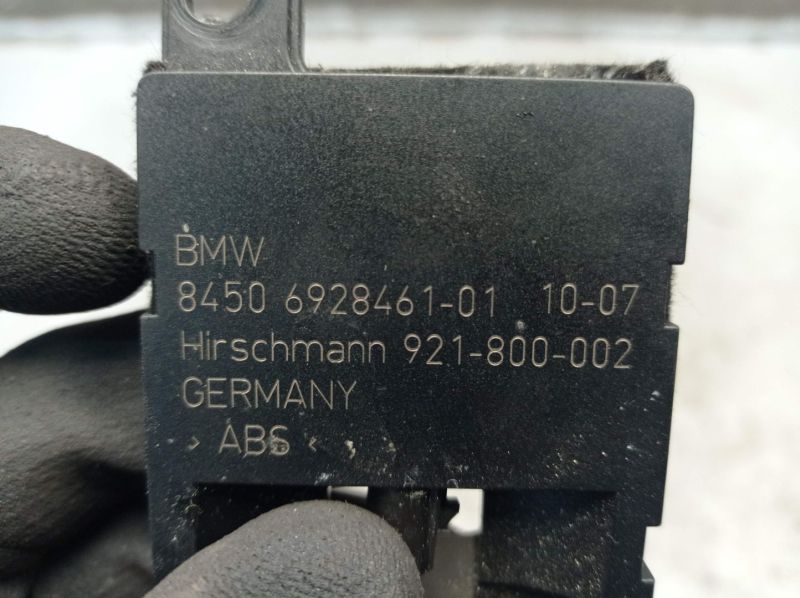 BMW
8450 6928461-01 10-07
Hirschmann 921-800-002
GERMANY
> ABS <